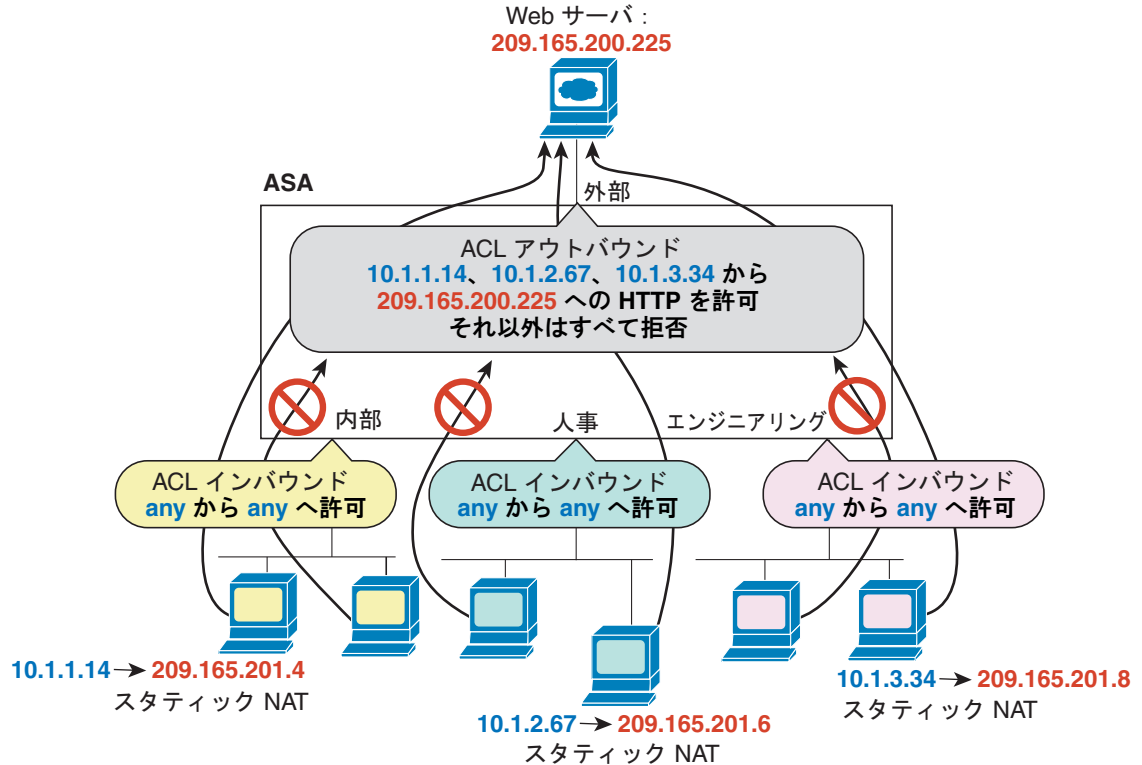 Web サーバ :
209.165.200.225
ASA
外部
ACL アウトバウンド
10.1.1.14、10.1.2.67、10.1.3.34 から
209.165.200.225 への HTTP を許可
それ以外はすべて拒否
内部
人事
エンジニアリング
ACL インバウンド
any から any へ許可
ACL インバウンド
any から any へ許可
ACL インバウンド
any から any へ許可
10.1.1.14 209.165.201.4
スタティック NAT
10.1.2.67 209.165.201.6
スタティック NAT
10.1.3.34 209.165.201.8
スタティック NAT